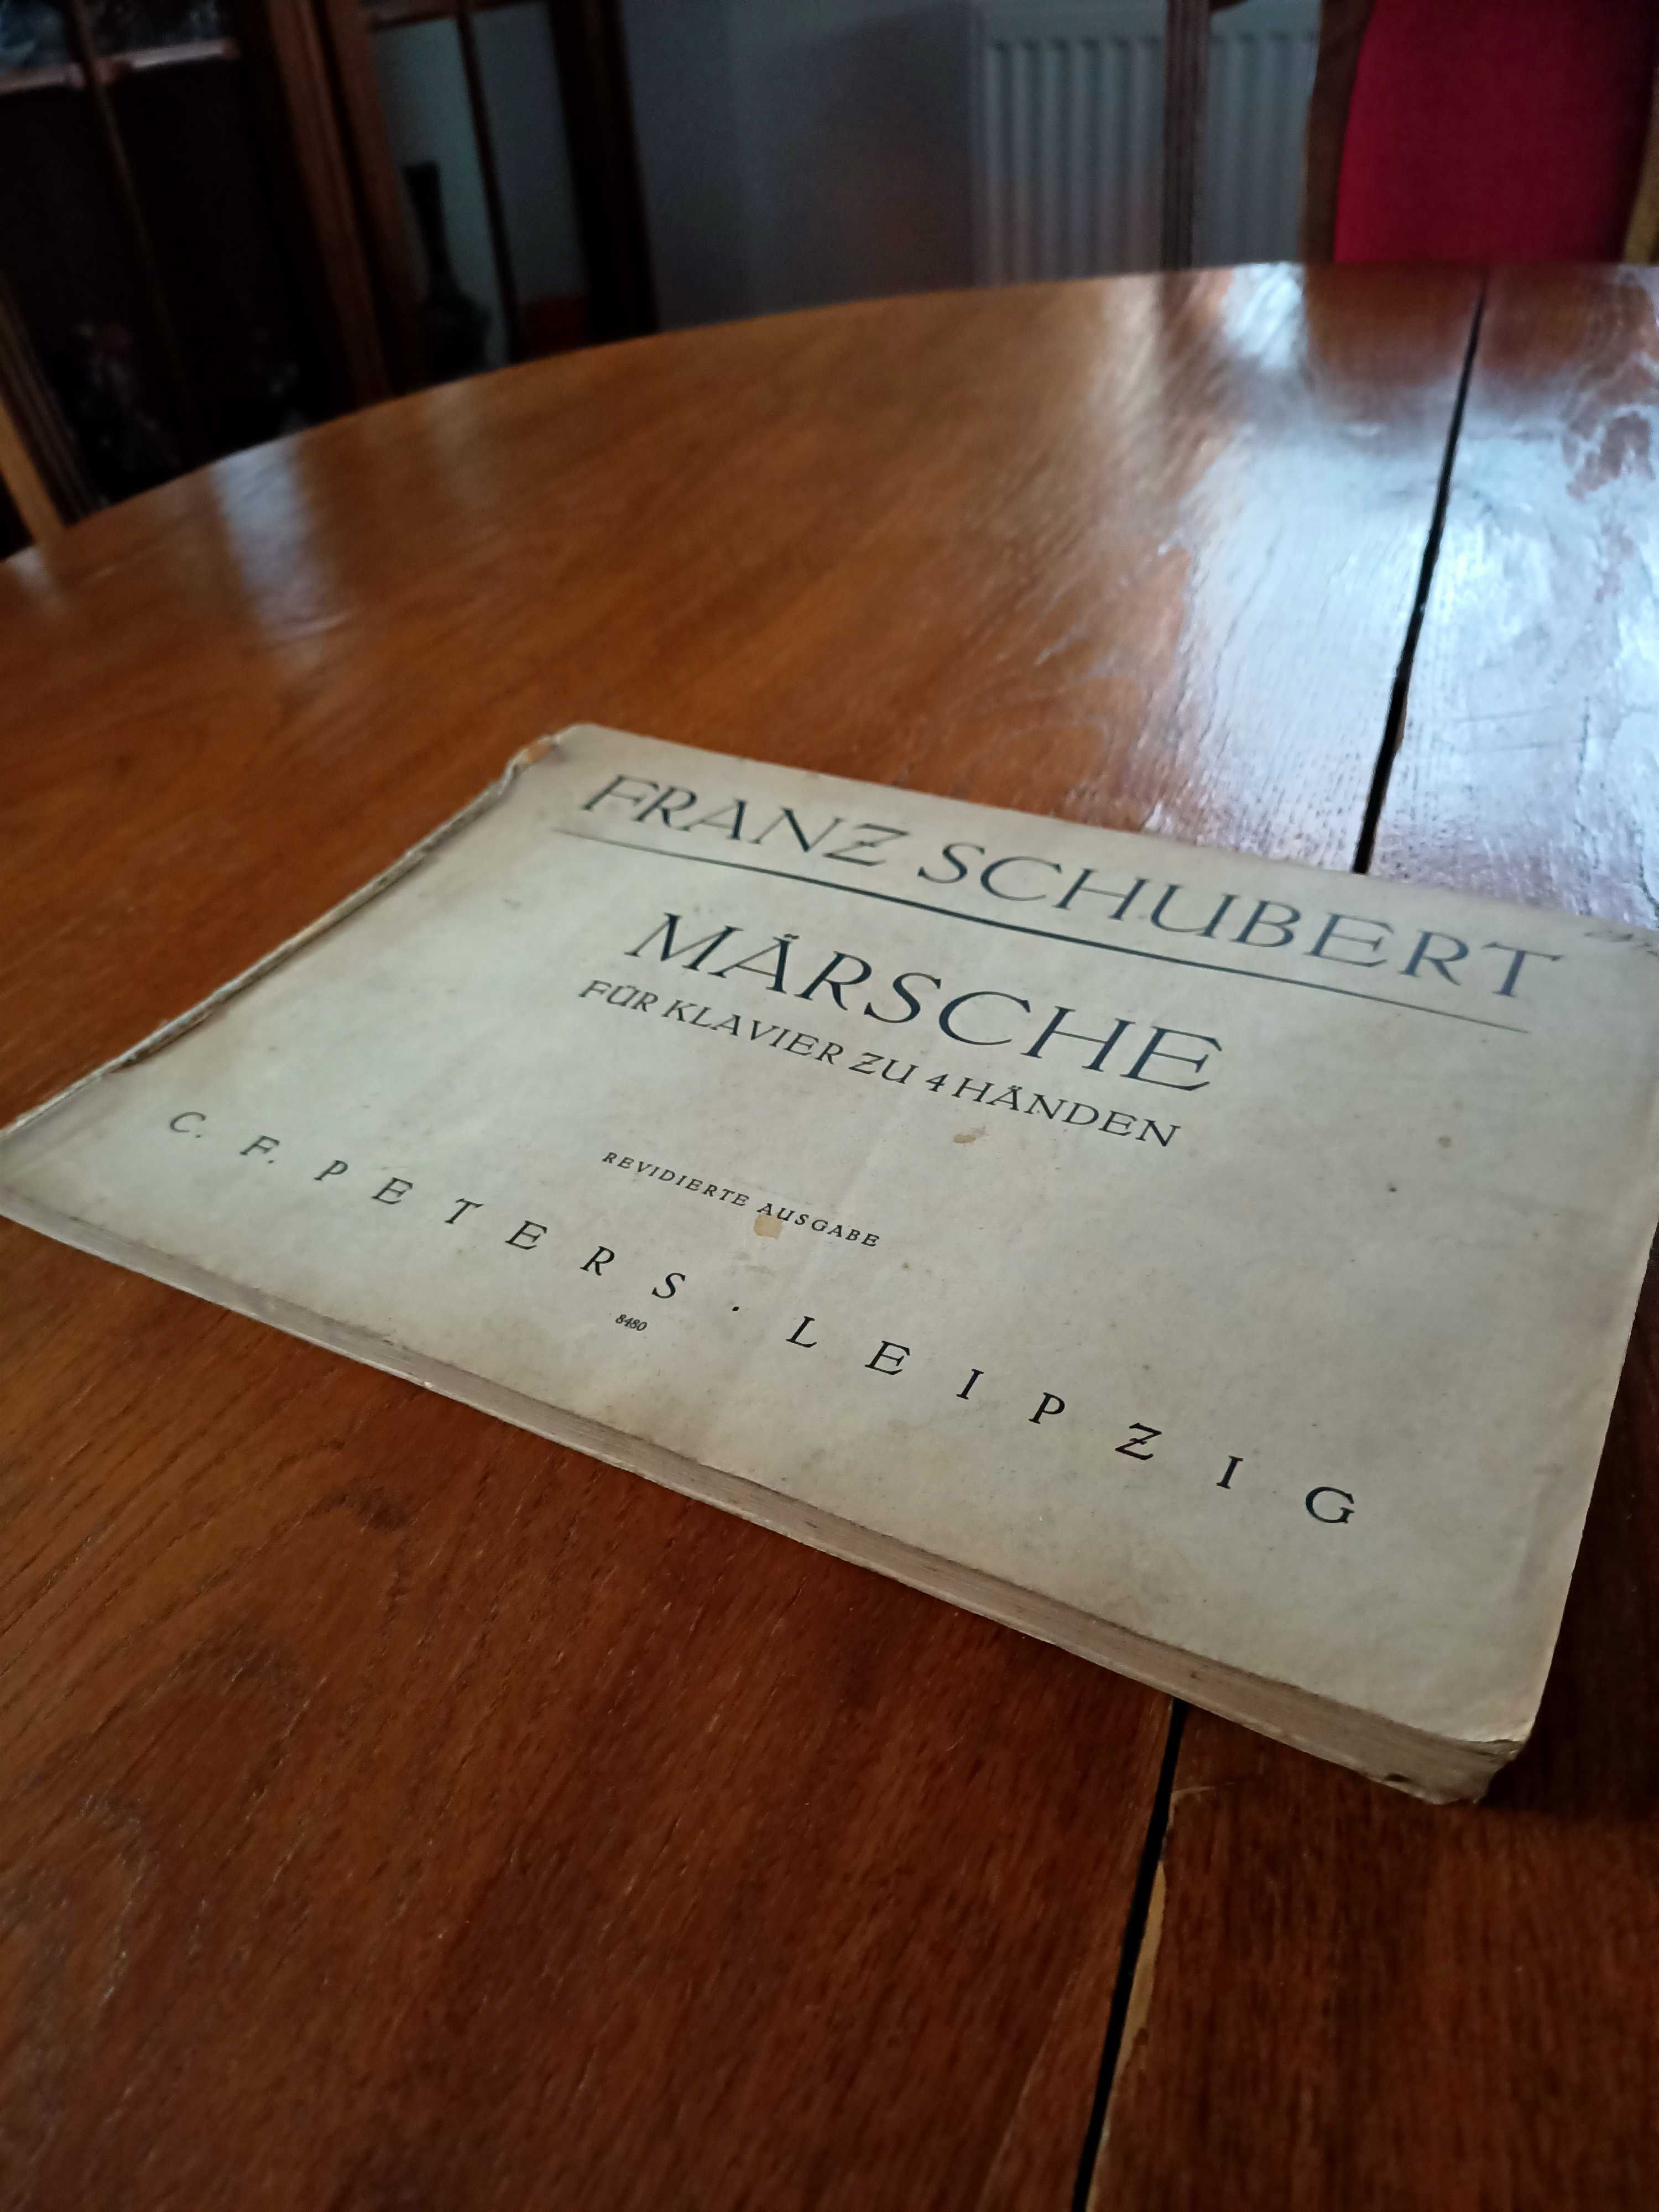 FRANZ SCHUBERT
MÄRSCHE
FÜR KLAVIER ZU 4 HÄNDEN
REVIDIERTE AUSGABE
C. F. PETERS · LEIPZIG
8480